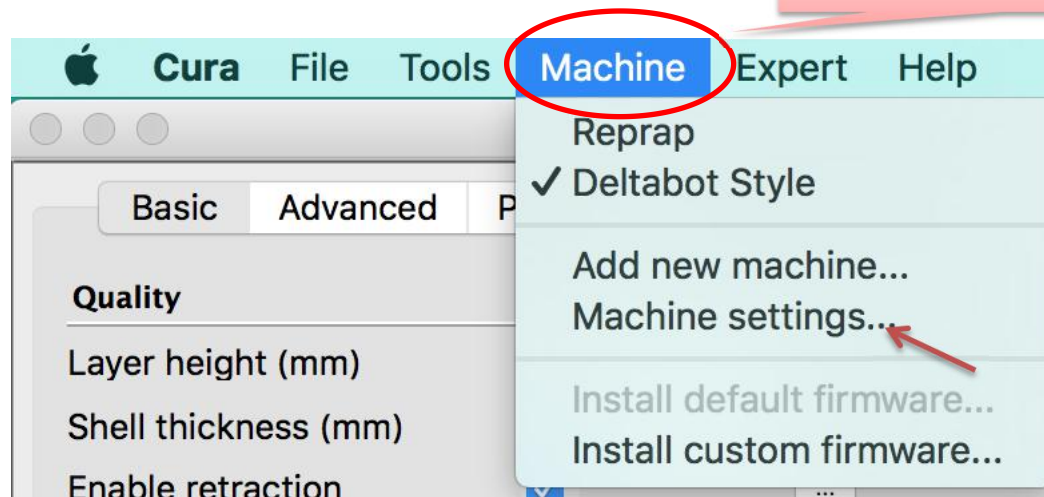 Cura File Tools Machine Expert Help
Reprap
✓ Deltabot Style
Add new machine...
Machine settings...
Install default firmware...
Install custom firmware...
Basic Advanced P
Quality
Layer height (mm)
Shell thickness (mm)
Enable retraction
...